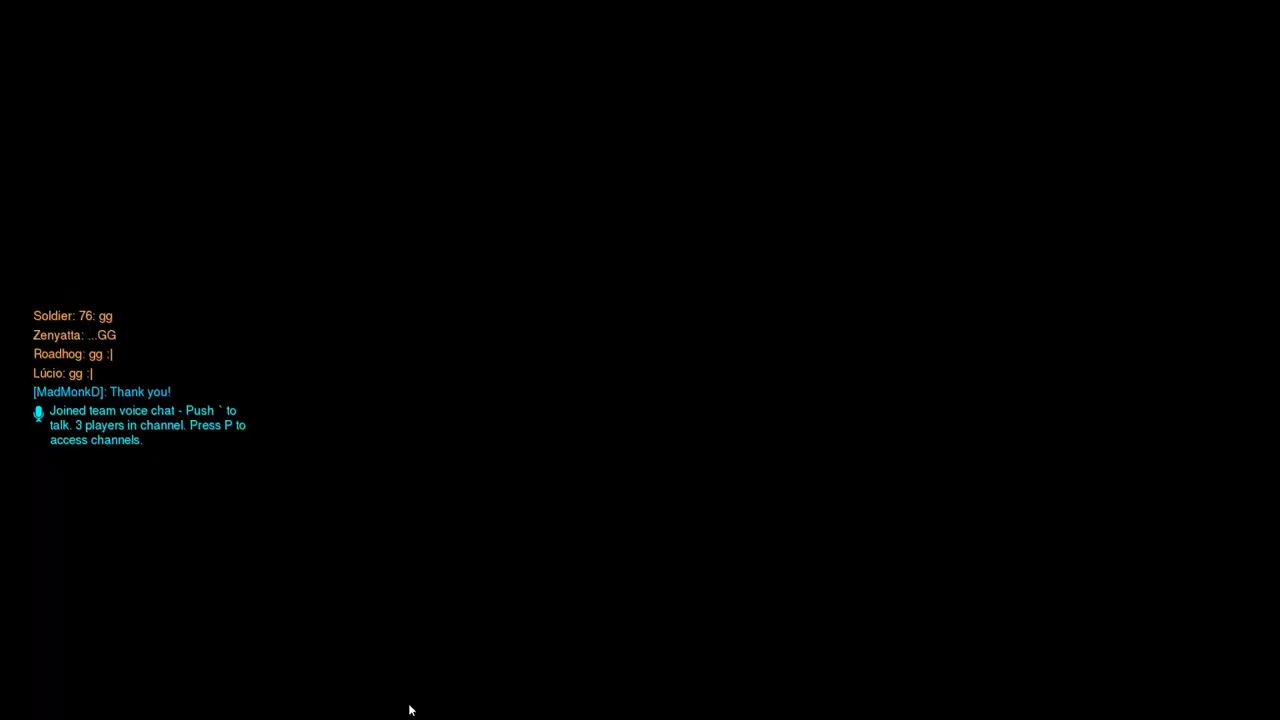 Soldier: 76: gg
Zenyatta: ...GG
Roadhog: gg :|
Lúcio: gg :|
[MadMonkD]: Thank you!
Joined team voice chat - Push ` to
talk. 3 players in channel. Press P to
access channels.